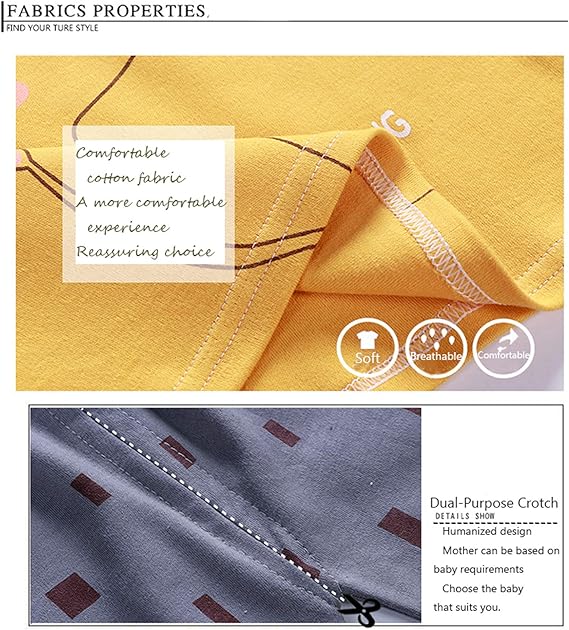 FABRICS PROPERTIES
FIND YOUR TURE STYLE
Comfortable
cotton fabric
A more comfortable
experience
Reassuring choice
Soft
Breathable
Comfortable
Dual-Purpose Crotch
DETAILS SHOW
Humanized design
Mother can be based on
baby requirements
Choose the baby
that suits you.